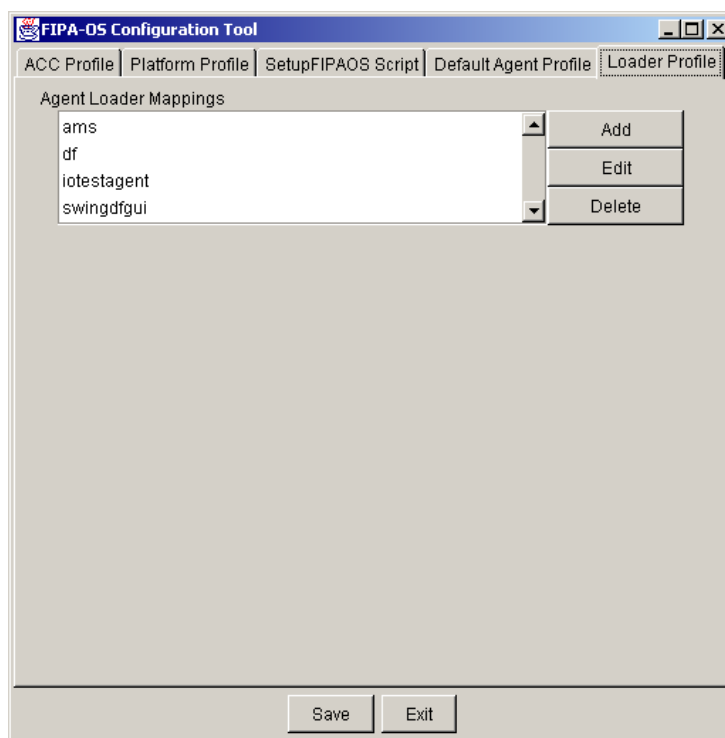 FIPA-OS Configuration Tool
ACC Profile Platform Profile SetupFIPAOS Script Default Agent Profile Loader Profile
Agent Loader Mappings
ams
df
iotestagent
swingdfgui
Add
Edit
Delete
Save Exit